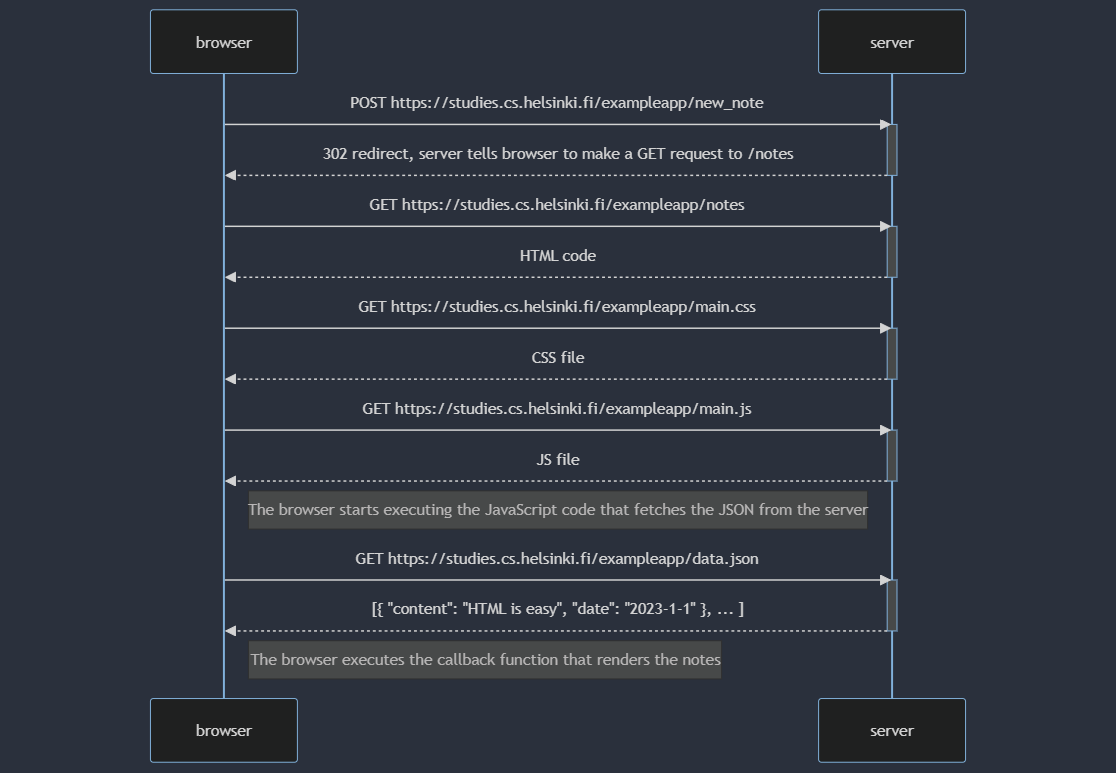 browser
server
POST https://studies.cs.helsinki.fi/exampleapp/new_note
302 redirect, server tells browser to make a GET request to /notes
GET https://studies.cs.helsinki.fi/exampleapp/notes
HTML code
GET https://studies.cs.helsinki.fi/exampleapp/main.css
CSS file
GET https://studies.cs.helsinki.fi/exampleapp/main.js
JS file
The browser starts executing the JavaScript code that fetches the JSON from the server
GET https://studies.cs.helsinki.fi/exampleapp/data.json
[{ "content": "HTML is easy", "date": "2023-1-1" }, ... ]
The browser executes the callback function that renders the notes
browser
server